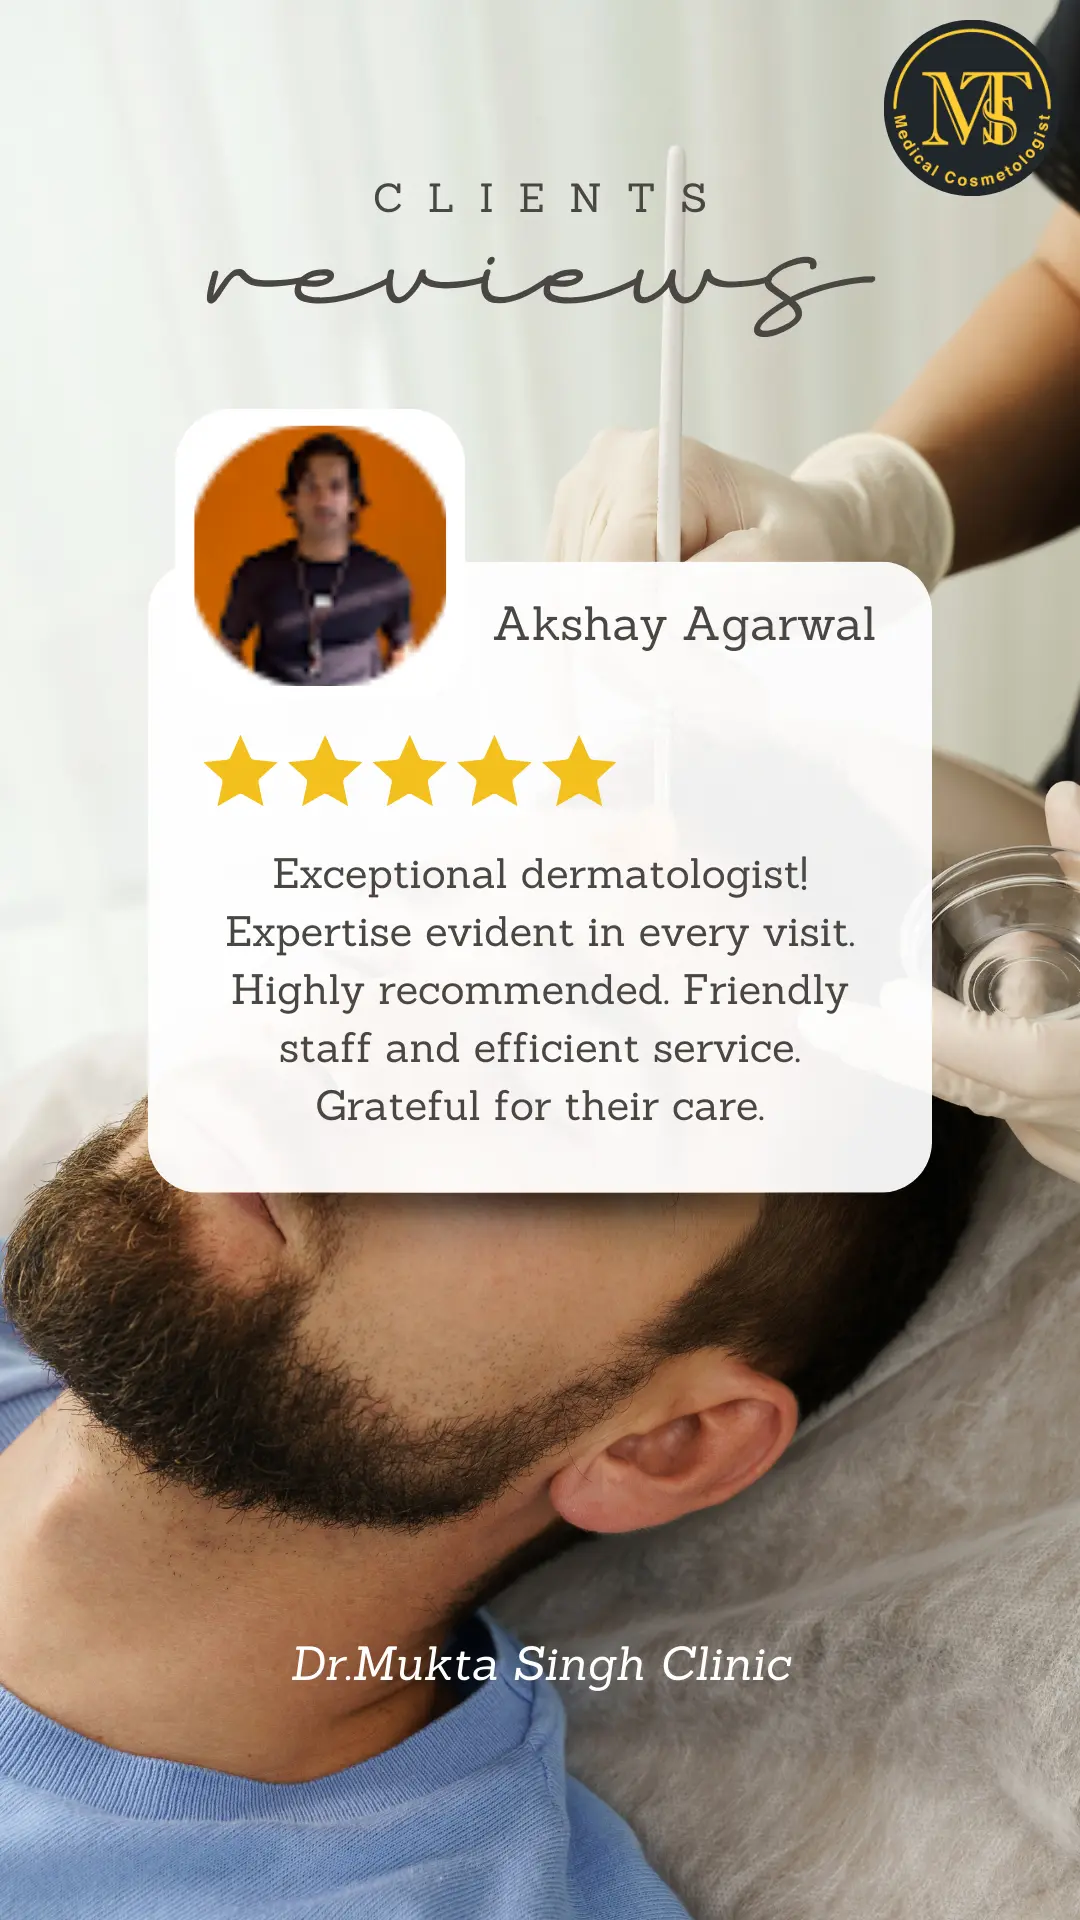 MTS
Medical Cosmetologist
CLIENTS
reviews
Akshay Agarwal
Exceptional dermatologist!
Expertise evident in every visit.
Highly recommended. Friendly
staff and efficient service.
Grateful for their care.
Dr.Mukta Singh Clinic